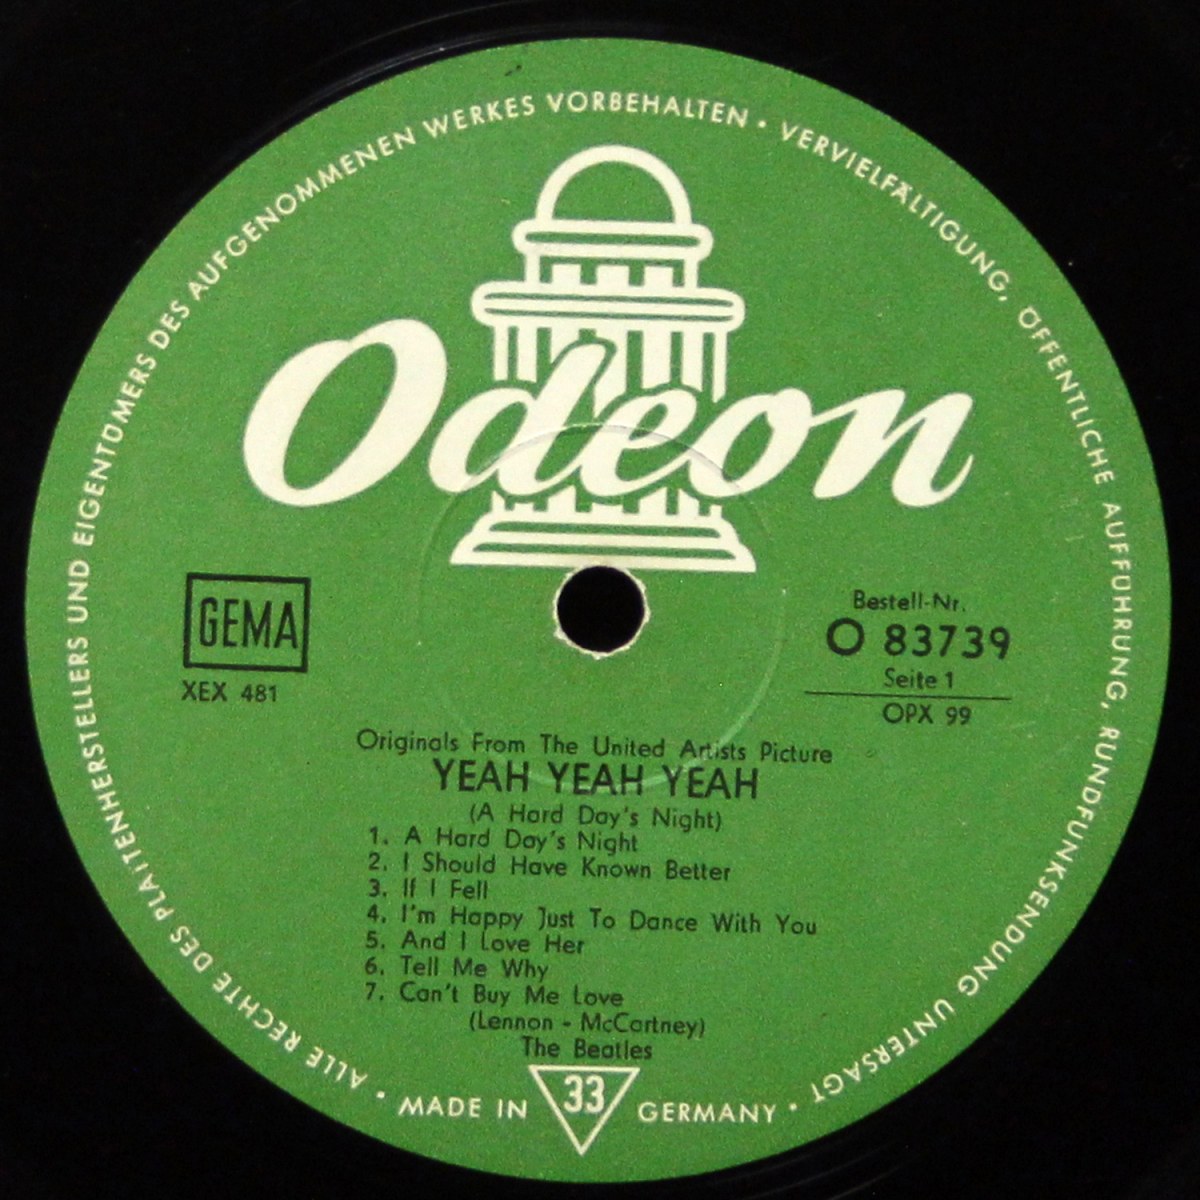 ALLE RECHTE DES PLAITENHERSTELLERS UND EIGENTOMERS DES AUFGENOMMENEN WERKES VORBEHALTEN • VERVIELFÄLTIGUNG, ÖFFENTLICHE AUFFÜHRUNG, RUNDFUNKSENDUNG UNTERSAGT •
Odeon
GEMA
XEX 481
Bestell-Nr.
O 83739
Seite 1
OPX 99
Originals From The United Artists Picture
YEAH YEAH YEAH
(A Hard Day's Night)
1. A Hard Day's Night
2. I Should Have Known Better
3. If I Fell
4. I'm Happy Just To Dance With You
5. And I Love Her
6. Tell Me Why
7. Can't Buy Me Love
(Lennon - McCartney)
The Beatles
• MADE IN 33 GERMANY •